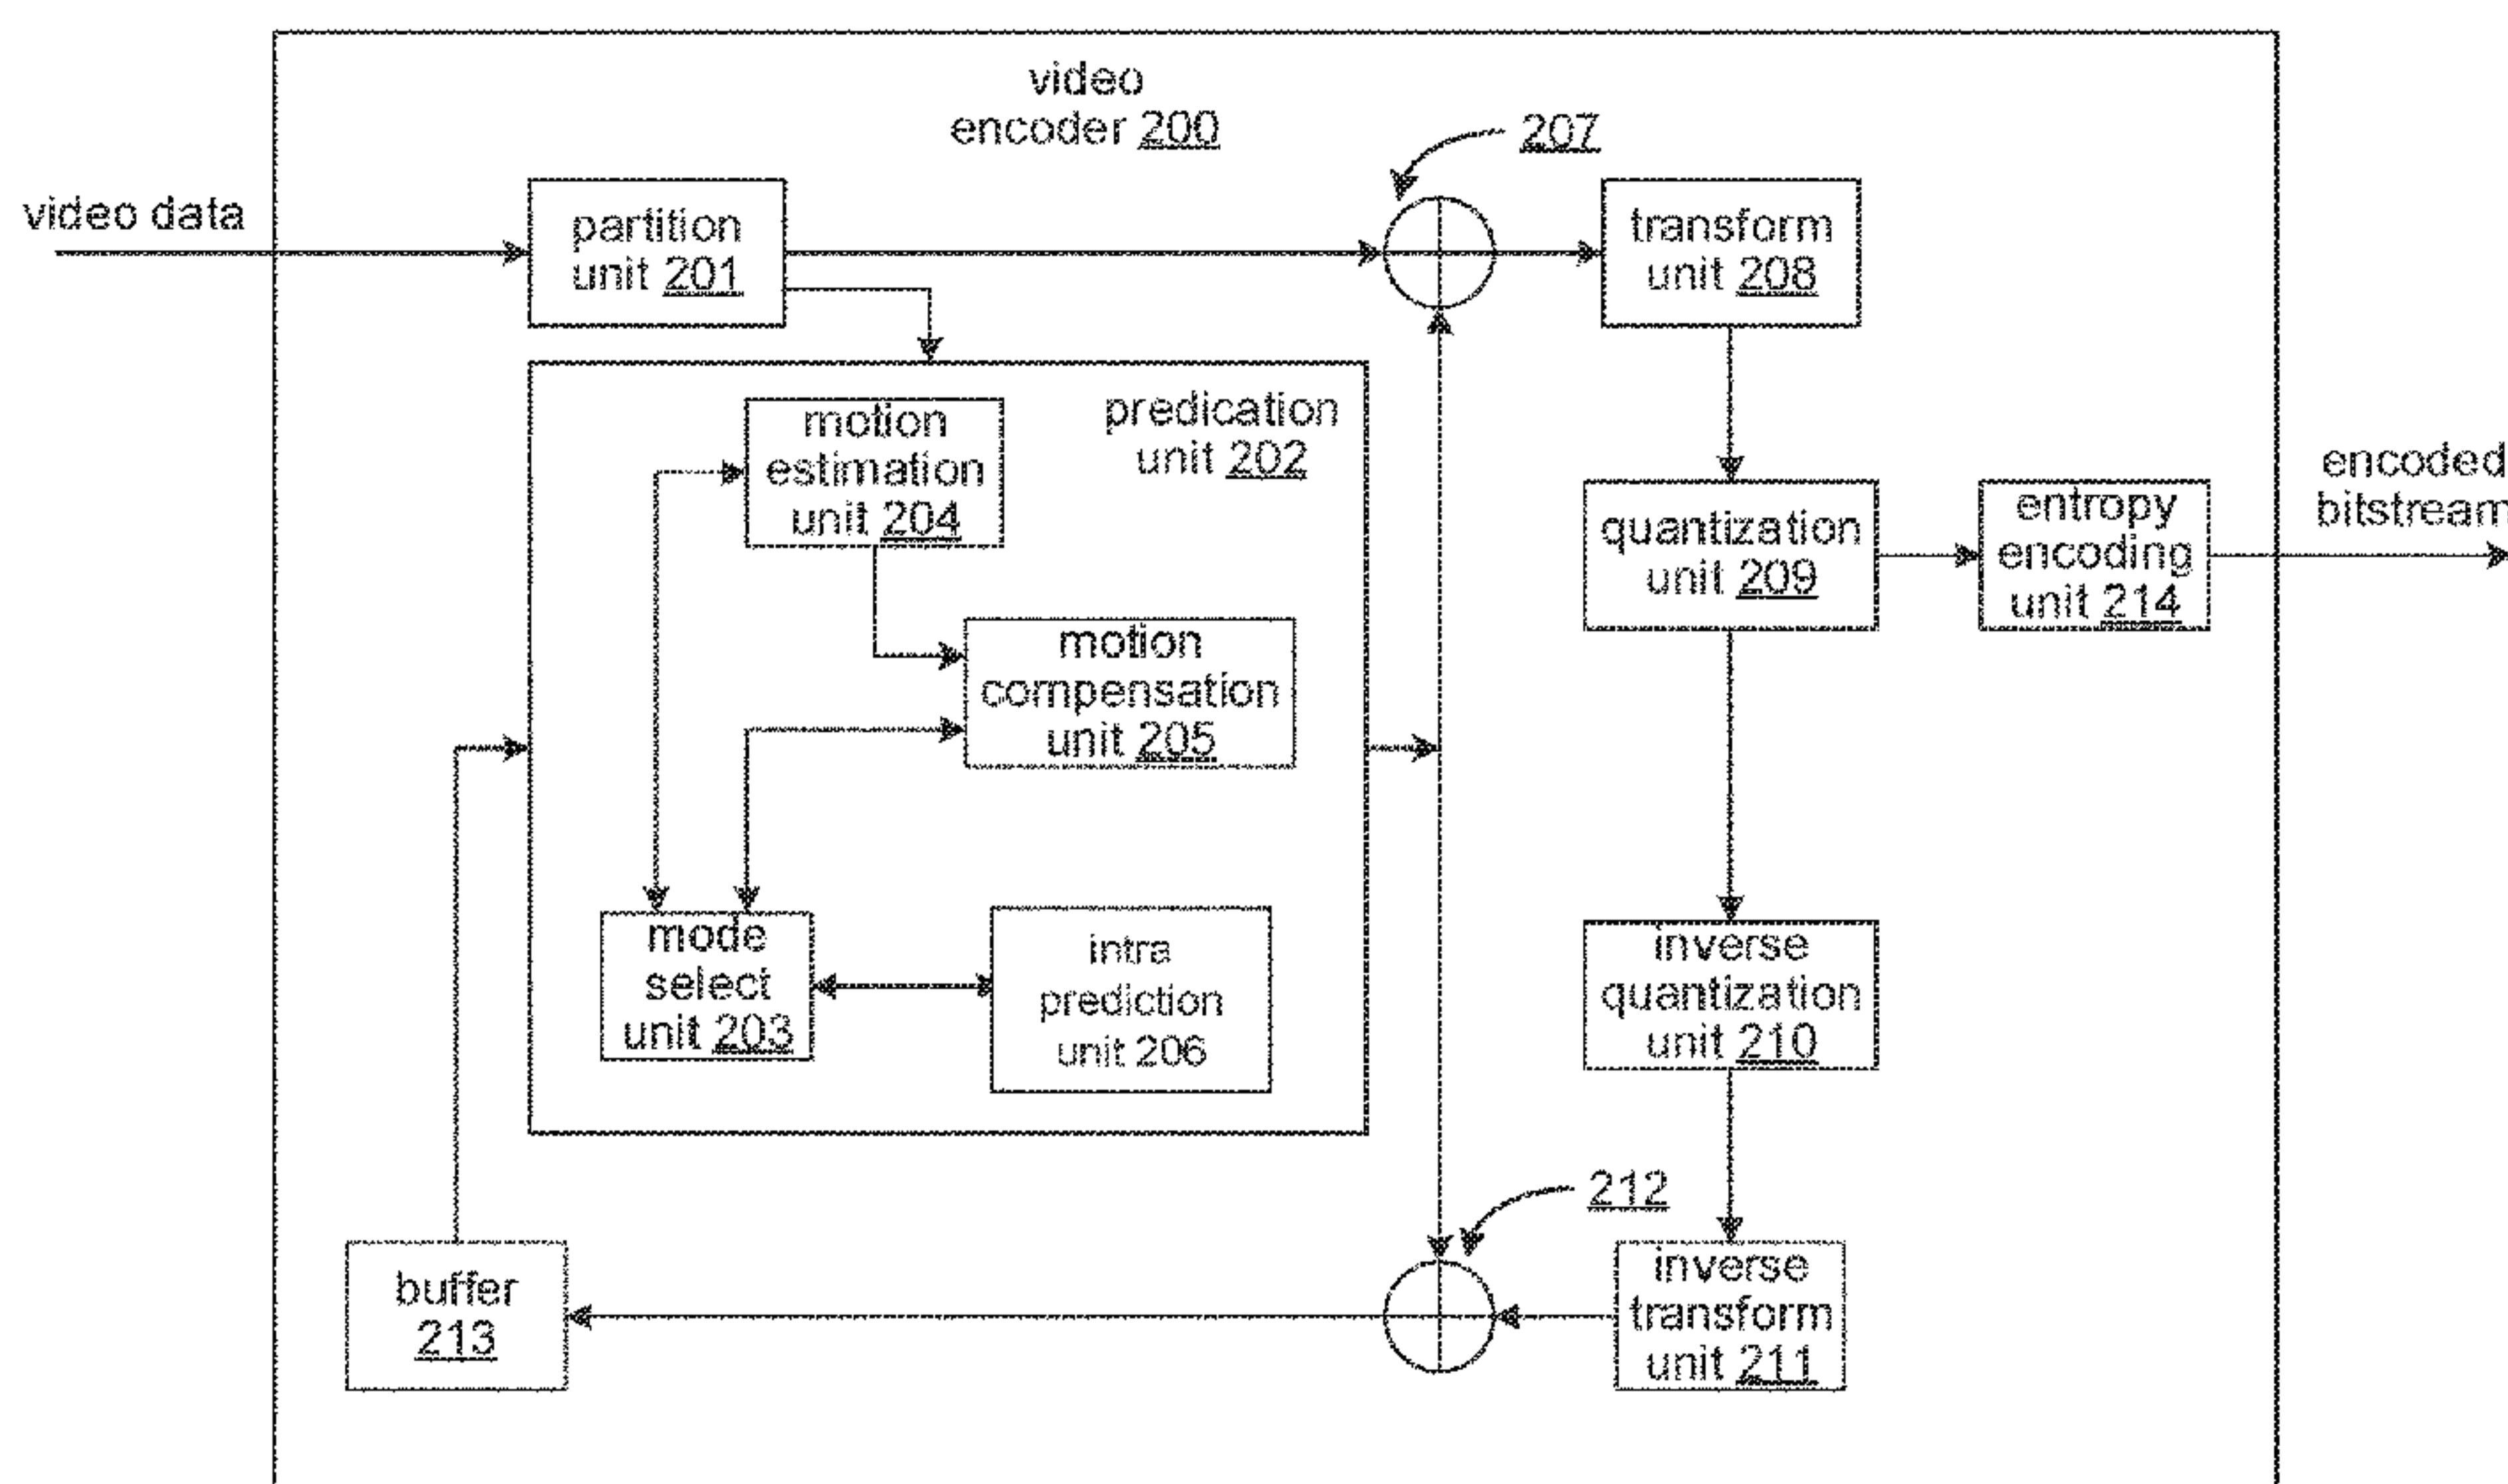 video
encoder 200
207
video data
partition
unit 201
transform
unit 208
predication
unit 202
motion
estimation
unit 204
encoded
bitstream
quantization
unit 209
entropy
encoding
unit 214
motion
compensation
unit 205
mode
select
unit 203
intra
prediction
unit 206
inverse
quantization
unit 210
212
buffer
213
inverse
transform
unit 211